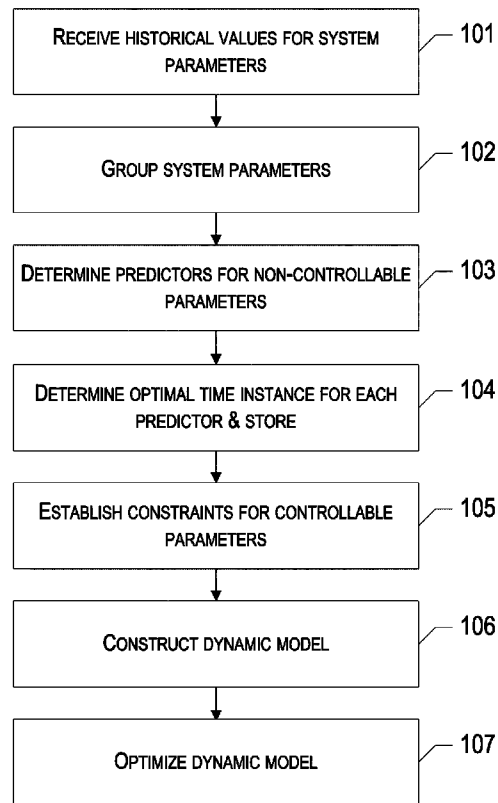 RECEIVE HISTORICAL VALUES FOR SYSTEM
PARAMETERS
101
GROUP SYSTEM PARAMETERS
102
DETERMINE PREDICTORS FOR NON-CONTROLLABLE
PARAMETERS
103
DETERMINE OPTIMAL TIME INSTANCE FOR EACH
PREDICTOR & STORE
104
ESTABLISH CONSTRAINTS FOR CONTROLLABLE
PARAMETERS
105
CONSTRUCT DYNAMIC MODEL
106
OPTIMIZE DYNAMIC MODEL
107